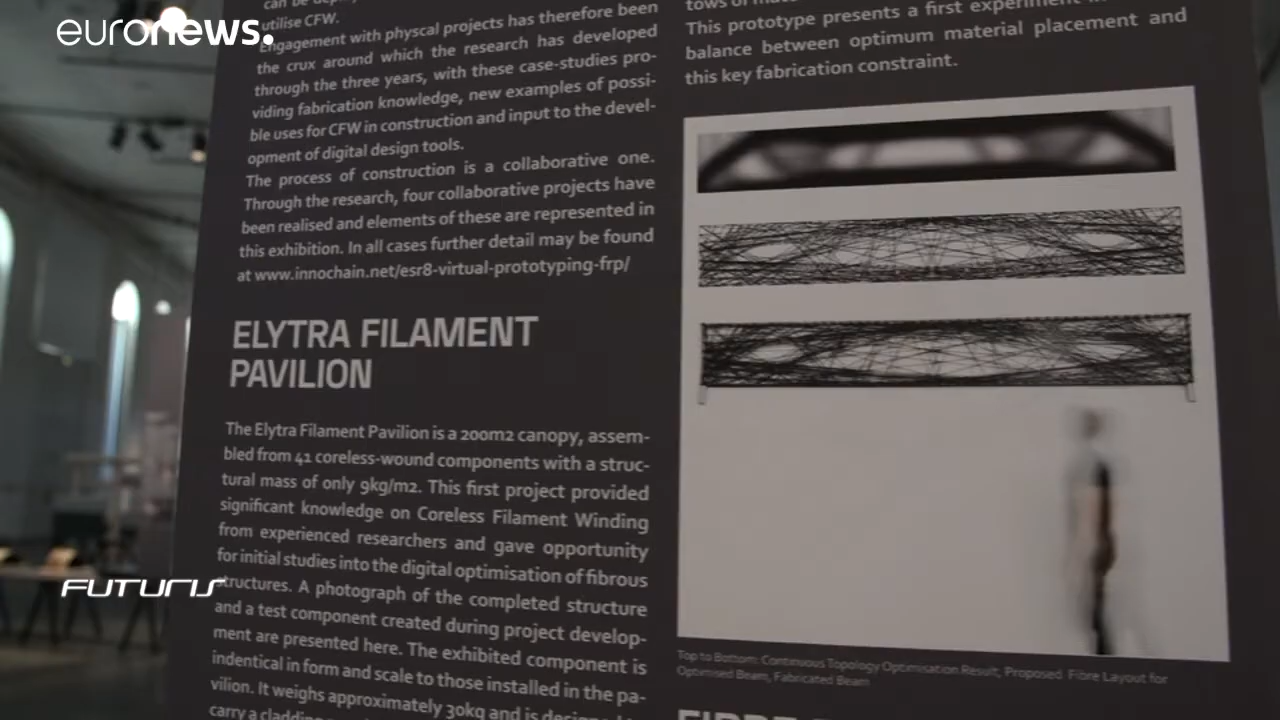 euronews.
can be
utilise CFW.
Engagement with physcal projects has therefore been
the crux around which the research has developed
through the three years, with these case-studies pro-
viding fabrication knowledge, new examples of possi-
ble uses for CFW in construction and input to the devel-
opment of digital design tools.
The process of construction is a collaborative one.
Through the research, four collaborative projects have
been realised and elements of these are represented in
this exhibition. In all cases further detail may be found
at www.innochain.net/esr8-virtual-prototyping-frp/
ELYTRA FILAMENT
PAVILION
The Elytra Filament Pavilion is a 200m2 canopy, assem-
bled from 41 coreless-wound components with a struc-
tural mass of only 9kg/m2. This first project provided
significant knowledge on Coreless Filament Winding
from experienced researchers and gave opportunity
for initial studies into the digital optimisation of fibrous
structures. A photograph of the completed structure
and a test component created during project develop-
ment are presented here. The exhibited component is
indentical in form and scale to those installed in the pa-
vilion. It weighs approximately 30kg and is
carry a
tows of
This prototype presents a first experiment
balance between optimum material placement and
this key fabrication constraint.
Top to Bottom: Continuous Topology Optimisation Result, Proposed Fibre Layout for
Optimised Beam, Fabricated Beam
FUTURIS